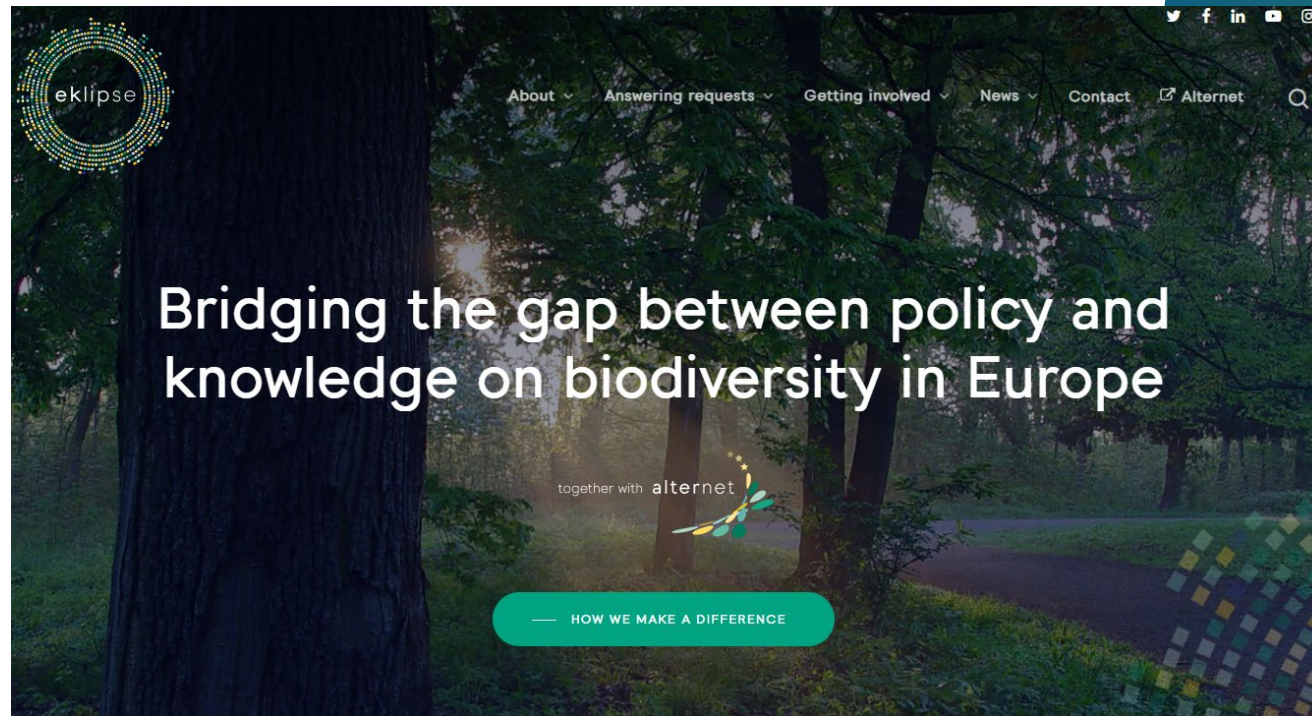 eklipse
About
Answering requests
Getting involved
News
Contact
Alternet
Bridging the gap between policy and
knowledge on biodiversity in Europe
together with alternet
HOW WE MAKE A DIFFERENCE